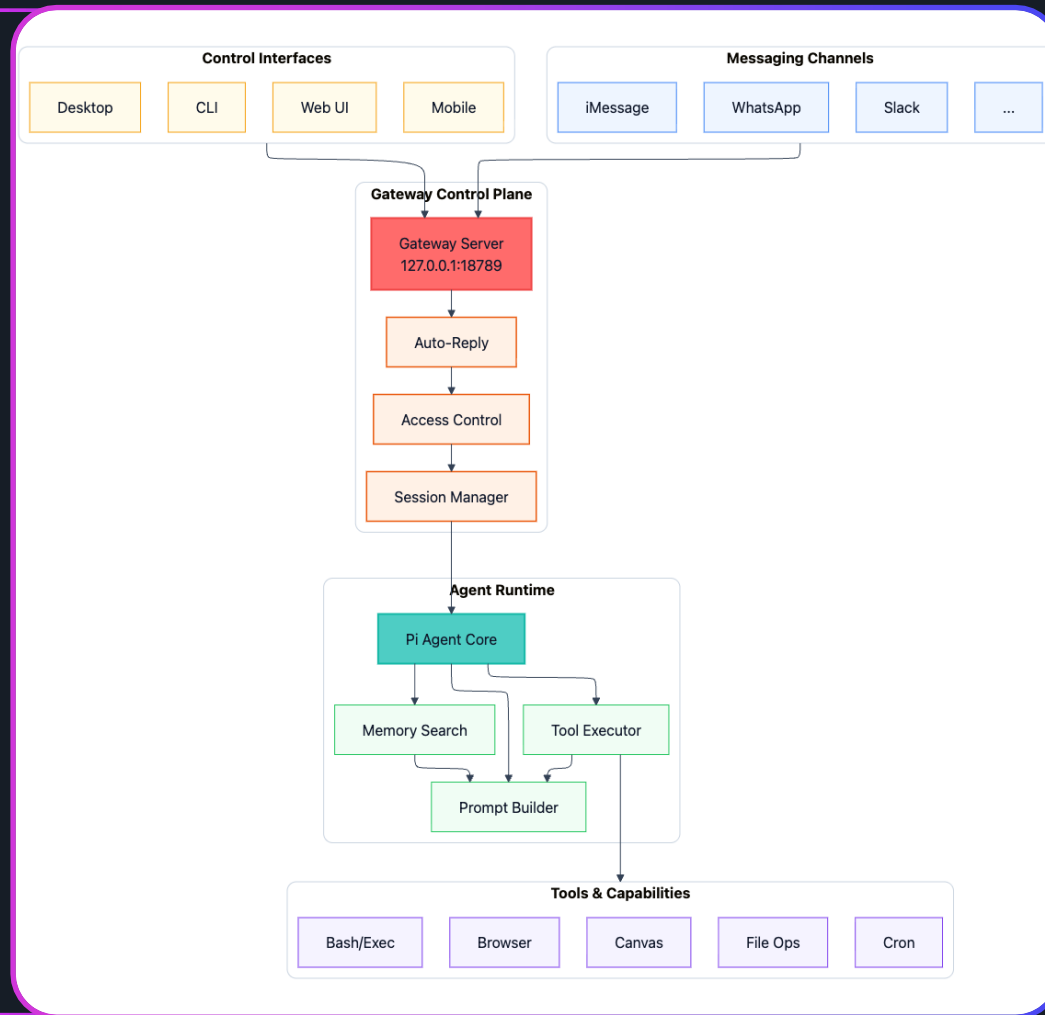 Control Interfaces
Desktop
CLI
Web UI
Mobile
Messaging Channels
iMessage
WhatsApp
Slack
...
Gateway Control Plane
Gateway Server
127.0.0.1:18789
Auto-Reply
Access Control
Session Manager
Agent Runtime
Pi Agent Core
Memory Search
Tool Executor
Prompt Builder
Tools & Capabilities
Bash/Exec
Browser
Canvas
File Ops
Cron